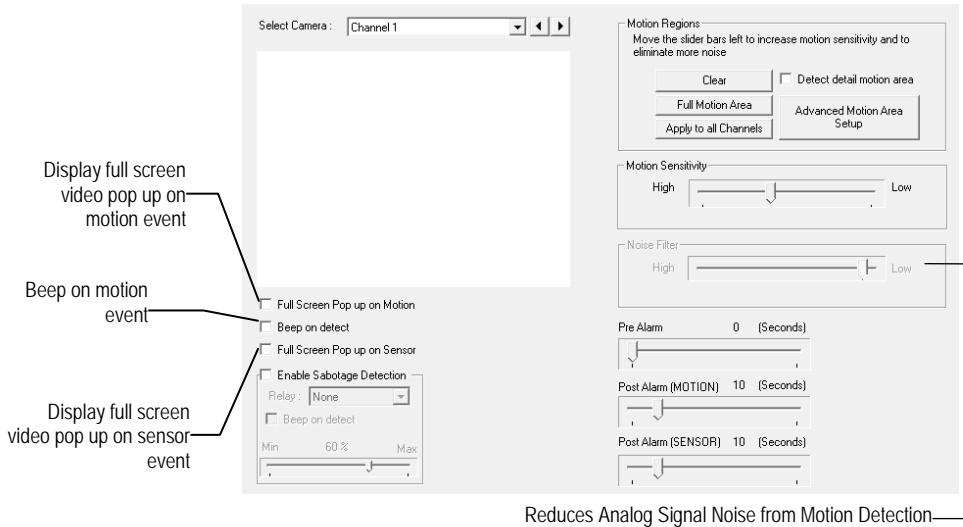 Select Camera :
Channel 1
Display full screen
video pop up on
motion event
Beep on motion
event
Display full screen
video pop up on sensor
event
Full Screen Pop up on Motion
Beep on detect
Full Screen Popup on Sensor
Enable Sabotage Detection
Relay : None
Beep on detect
Min 60 % Max
Motion Regions
Move the slider bars left to increase motion sensitivity and to
eliminate more noise
Clear
Detect detail motion area
Full Motion Area
Apply to all Channels
Advanced Motion Area
Setup
Motion Sensitivity
High Low
Noise Filter
High Low
Pre Alarm 0 (Seconds)
Post Alarm (MOTION) 10 (Seconds)
Post Alarm (SENSOR) 10 (Seconds)
Reduces Analog Signal Noise from Motion Detection